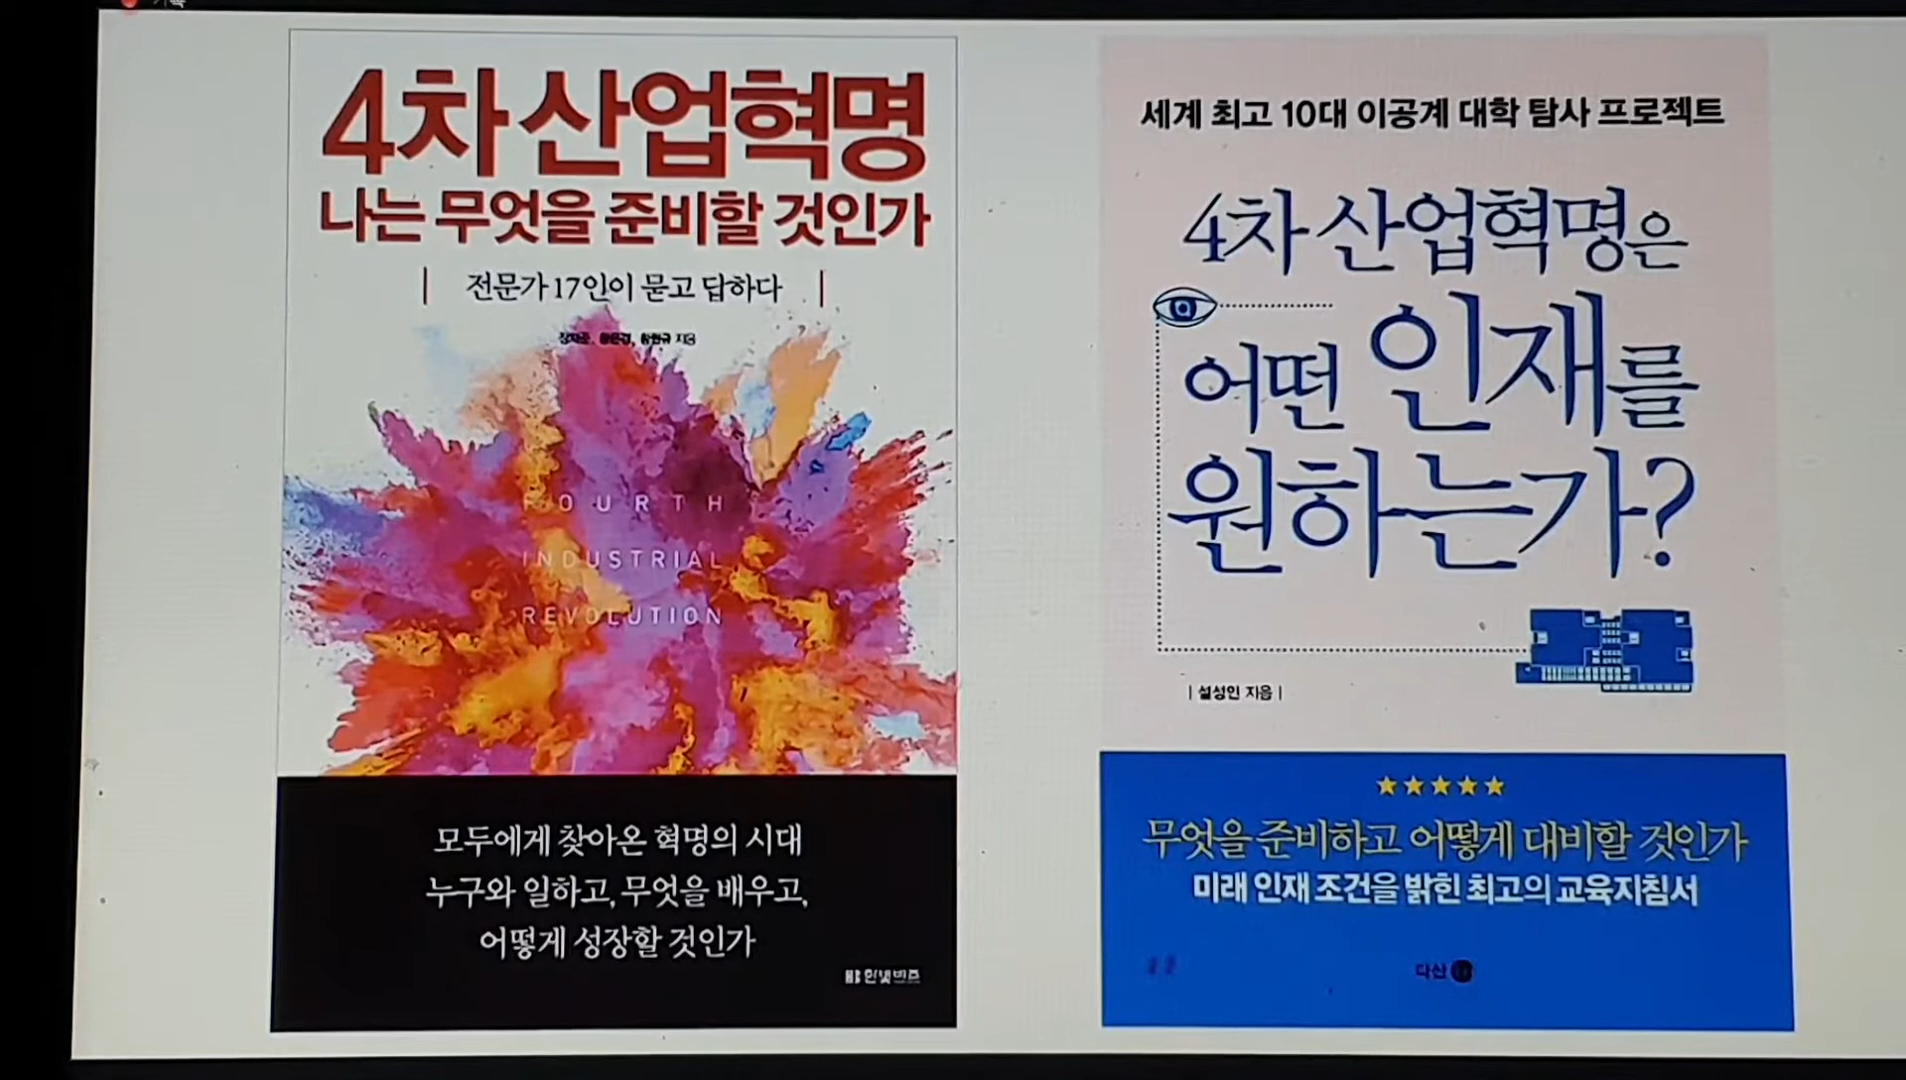 4차 산업혁명
나는 무엇을 준비할 것인가
전문가 17인이 묻고 답하다
지음
FOURTH
INDUSTRIAL
REVOLUTION
모두에게 찾아온 혁명의 시대
누구와 일하고, 무엇을 배우고,
어떻게 성장할 것인가
한빛비즈
세계 최고 10대 이공계 대학 탐사 프로젝트
4차 산업혁명은
어떤 인재를
원하는가?
| 설성인 지음 |
무엇을 준비하고 어떻게 대비할 것인가
미래 인재 조건을 밝힌 최고의 교육지침서
다산